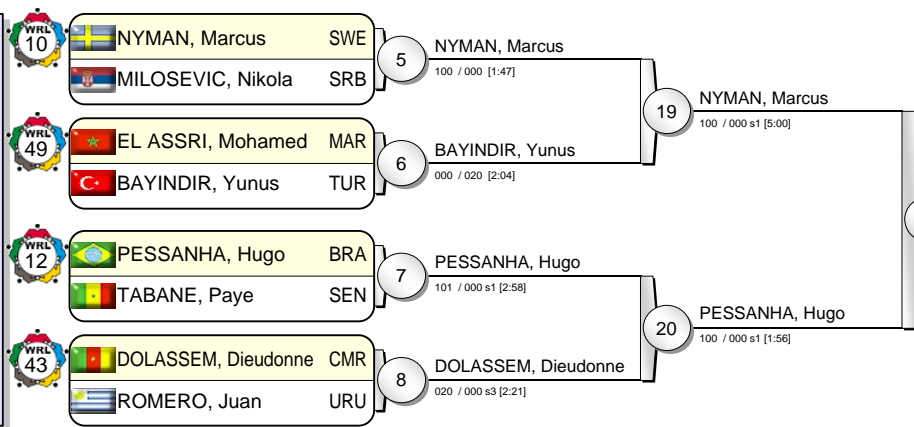 WRL
10
NYMAN, Marcus SWE
MILOSEVIC, Nikola SRB
5
NYMAN, Marcus
100 / 000 [1:47]
WRL
49
EL ASSRI, Mohamed MAR
BAYINDIR, Yunus TUR
6
BAYINDIR, Yunus
000 / 020 [2:04]
19
NYMAN, Marcus
100 / 000 s1 [5:00]
WRL
12
PESSANHA, Hugo BRA
TABANE, Paye SEN
7
PESSANHA, Hugo
101 / 000 s1 [2:58]
WRL
43
DOLASSEM, Dieudonne CMR
ROMERO, Juan URU
8
DOLASSEM, Dieudonne
020 / 000 s3 [2:21]
20
PESSANHA, Hugo
100 / 000 s1 [1:56]